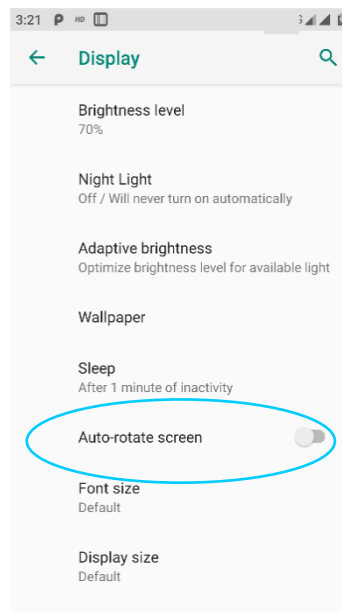 3:21 HD
Display
Brightness level
70%
Night Light
Off / Will never turn on automatically
Adaptive brightness
Optimize brightness level for available light
Wallpaper
Sleep
After 1 minute of inactivity
Auto-rotate screen
Font size
Default
Display size
Default